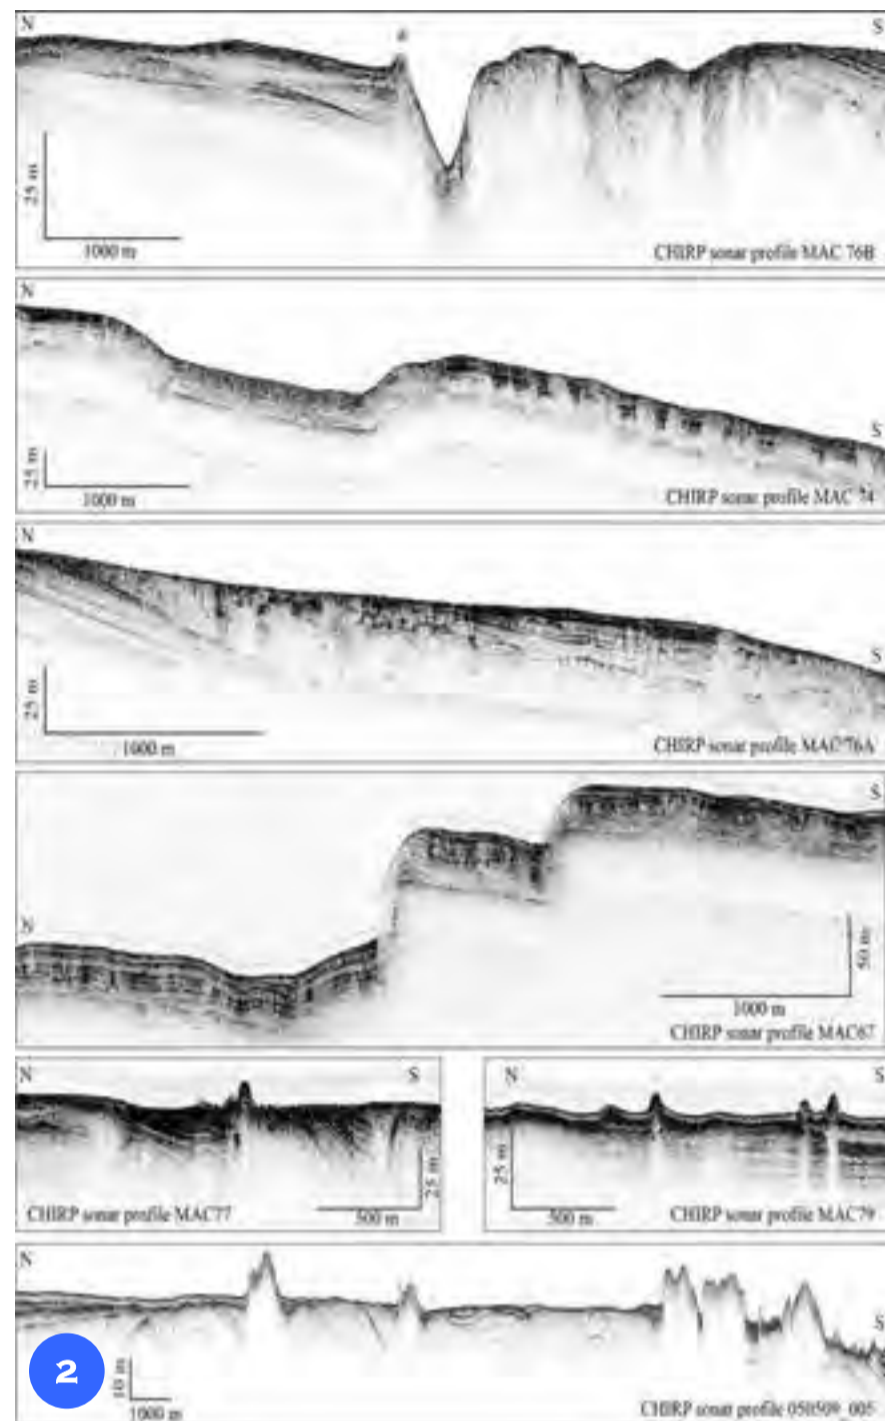 N S
25 m
1000 m
CHIRP sonar profile MAC 76B
N
S
25 m
1000 m
CHIRP sonar profile MAC 74
N
S
25 m
1000 m
CHIRP sonar profile MAC 76A
S
N
50 m
1000 m
CHIRP sonar profile MAC67
N S
25 m
CHIRP sonar profile MAC77
500 m
N S
25 m
500 m
CHIRP sonar profile MAC79
N
S
2
10 m
1000 m
CHIRP sonar profile 050509_005